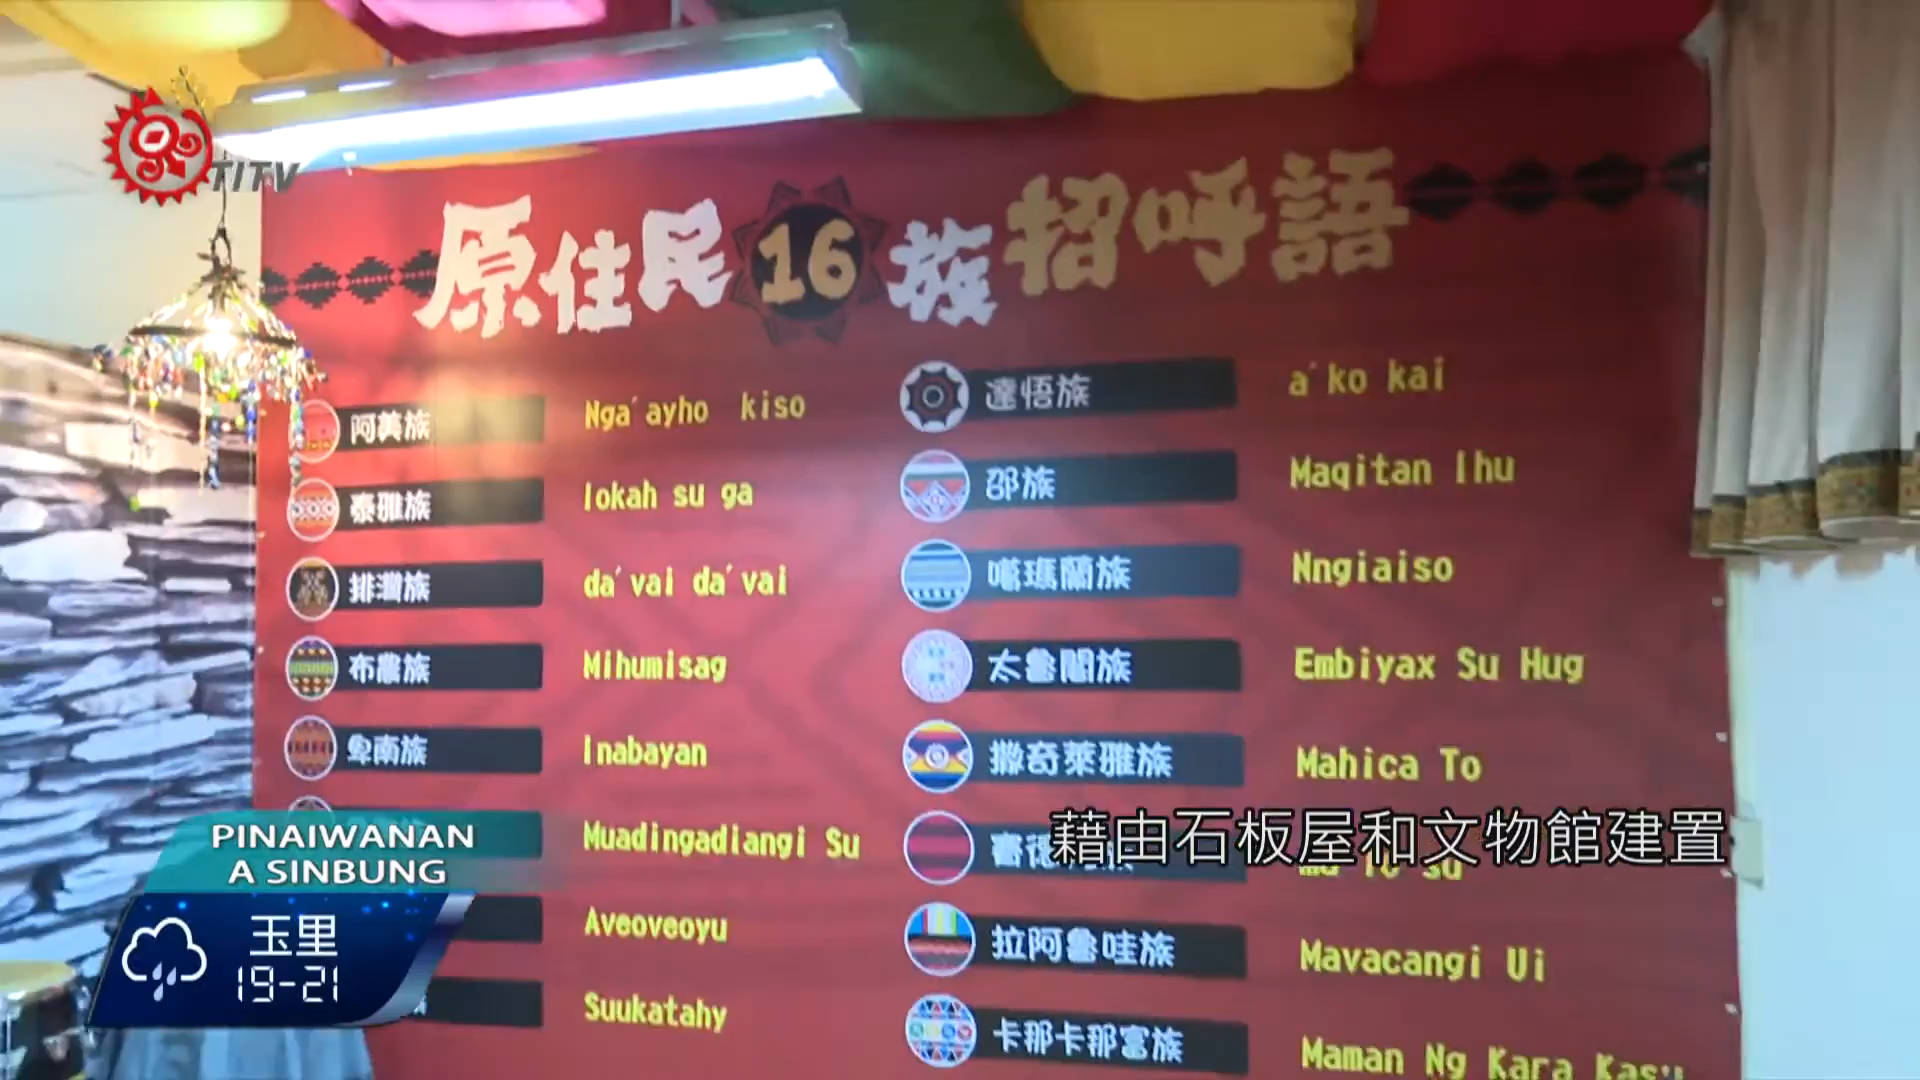 TITV
原住民16族招呼語
阿美族 Nga'ayho kiso
泰雅族 lokah su ga
排灣族 da'vai da'vai
布農族 Mihumisag
卑南族 Inabayan
Muadingadiangi Su
Aveoveoyu
Suukatahy
達悟族 a'ko kai
邵族 Maqitan Ihu
噶瑪蘭族 Nngiaiso
太魯閣族 Embiyax Su Hug
撒奇萊雅族 Mahica To
拉阿魯哇族 Mavacangi Ui
卡那卡那富族 Maman Ng Kara Kasu
藉由石板屋和文物館建置
PINAIWANAN
A SINBUNG
玉里
19-21